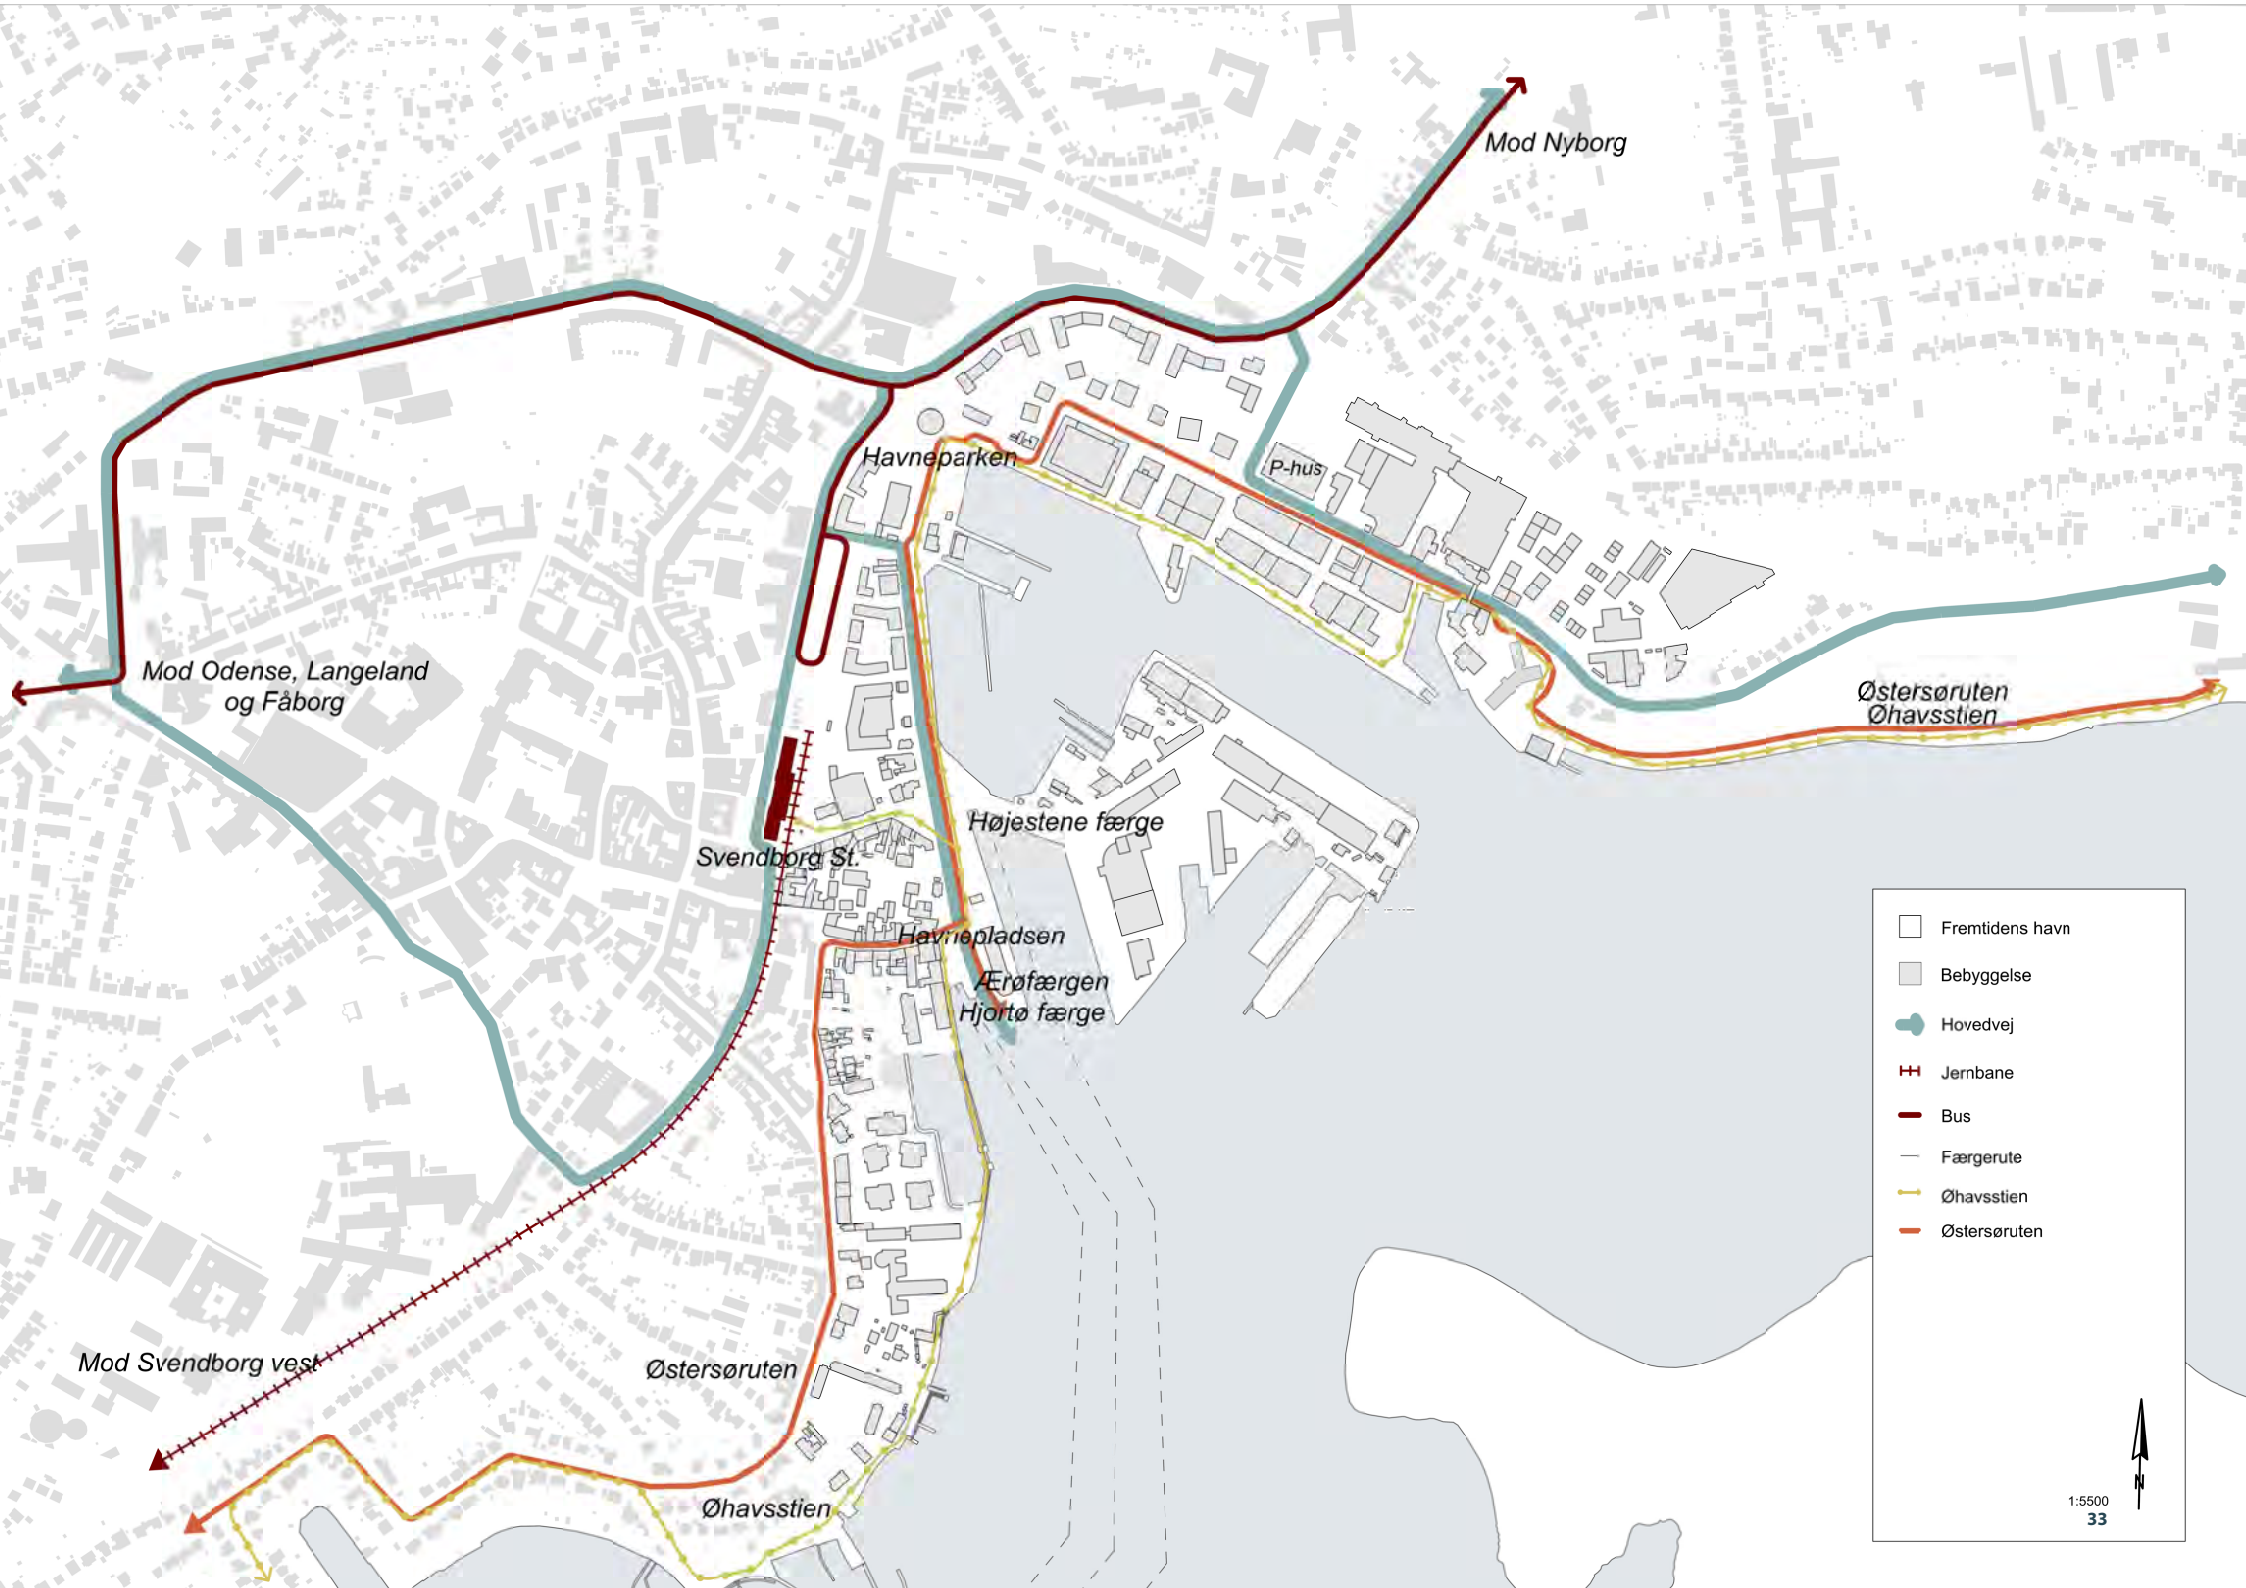 Mod Nyborg
Havneparken
P-hus
Mod Odense, Langeland
og Fåborg
Østersøruten
Øhavsstien
Højestene færge
Svendborg St.
Havnepladsen
Ærøfærgen
Hjortø færge
Mod Svendborg vest
Østersøruten
Øhavsstien
Fremtidens havn
Bebyggelse
Hovedvej
Jernbane
Bus
Færgerute
Øhavsstien
Østersøruten
N
1:5500
33